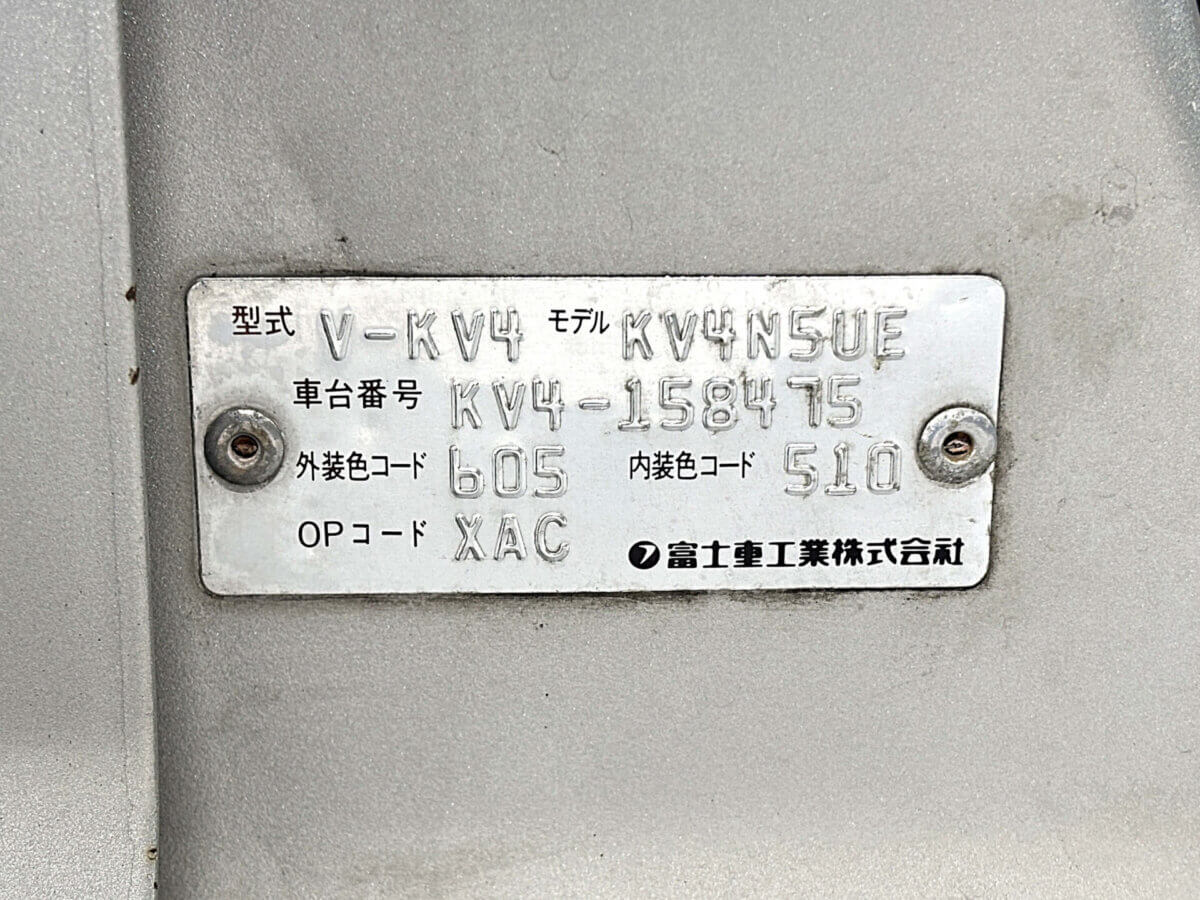 型式 V-KV4 モデル KV4N5UE
車台番号 KV4-158475
外装色コード 605 内装色コード 510
OPコード XAC
フ 富士重工業株式会社